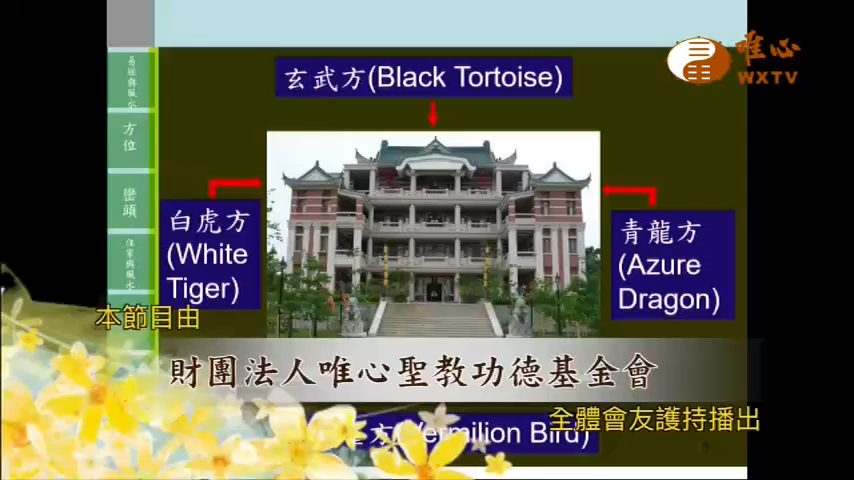 唯心
WXTV
玄武方(Black Tortoise)
易經與風水
方位
巒頭
住家與風水
白虎方
(White
Tiger)
青龍方
(Azure
Dragon)
本節目由
財團法人唯心聖教功德基金會
全體會友護持播出
方(Vermilion Bird)